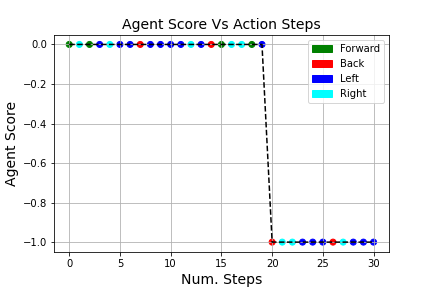 Agent Score Vs Action Steps
Forward
Back
Left
Right
Agent Score
0.0
−0.2
−0.4
−0.6
−0.8
−1.0
0 5 10 15 20 25 30
Num. Steps